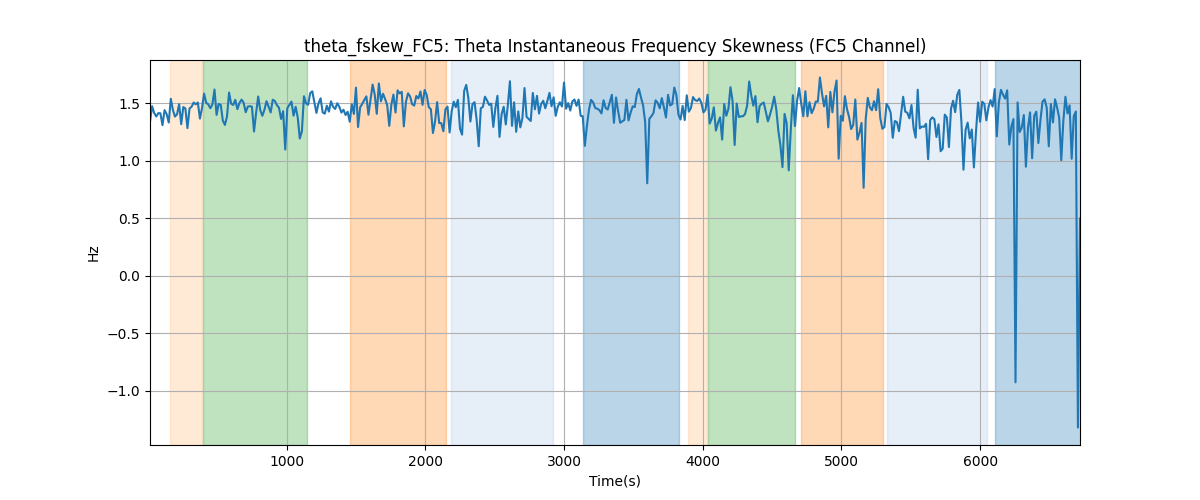 theta_fskew_FC5: Theta Instantaneous Frequency Skewness (FC5 Channel)
1.5
1.0
0.5
0.0
−0.5
−1.0
Hz
1000 2000 3000 4000 5000 6000
Time(s)